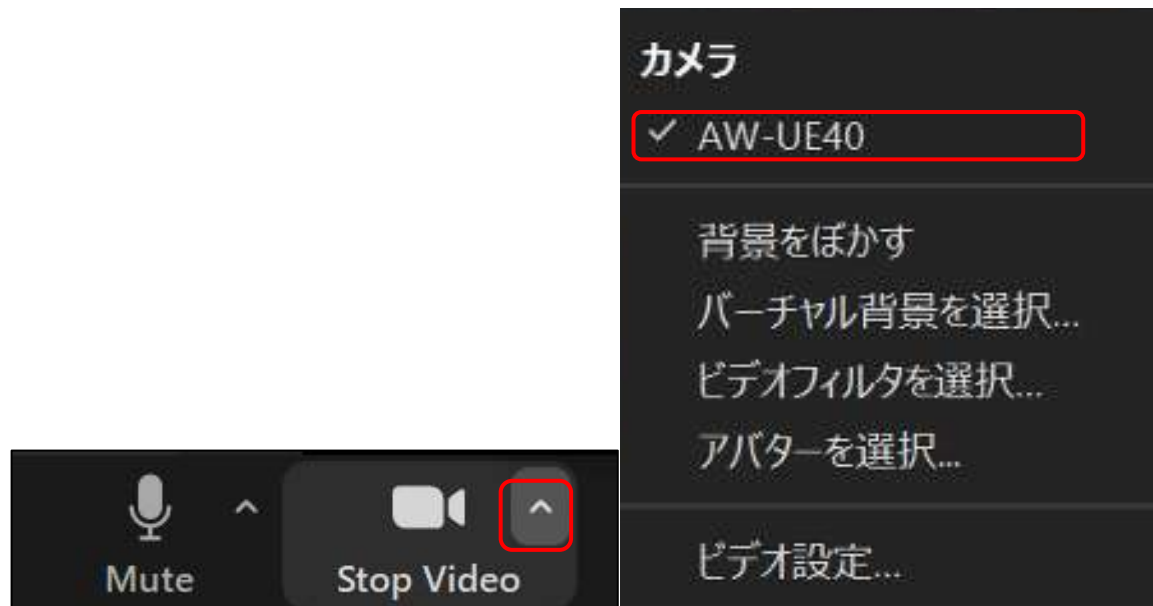 Mute
Stop Video
カメラ
AW-UE40
背景をぼかす
バーチャル背景を選択...
ビデオフィルタを選択...
アバターを選択...
ビデオ設定...